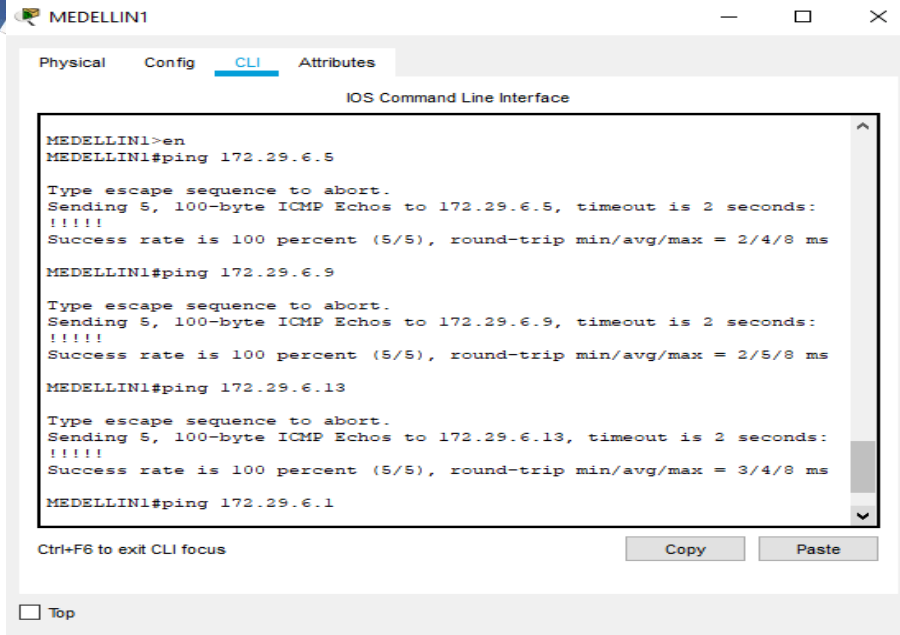 MEDELLIN1
Physical Config CLI Attributes
IOS Command Line Interface
MEDELLIN1>en
MEDELLIN1#ping 172.29.6.5
Type escape sequence to abort.
Sending 5, 100-byte ICMP Echos to 172.29.6.5, timeout is 2 seconds:
!!!!!
Success rate is 100 percent (5/5), round-trip min/avg/max = 2/4/8 ms
MEDELLIN1#ping 172.29.6.9
Type escape sequence to abort.
Sending 5, 100-byte ICMP Echos to 172.29.6.9, timeout is 2 seconds:
!!!!!
Success rate is 100 percent (5/5), round-trip min/avg/max = 2/5/8 ms
MEDELLIN1#ping 172.29.6.13
Type escape sequence to abort.
Sending 5, 100-byte ICMP Echos to 172.29.6.13, timeout is 2 seconds:
!!!!!
Success rate is 100 percent (5/5), round-trip min/avg/max = 3/4/8 ms
MEDELLIN1#ping 172.29.6.1
Ctrl+F6 to exit CLI focus
Copy Paste
Top